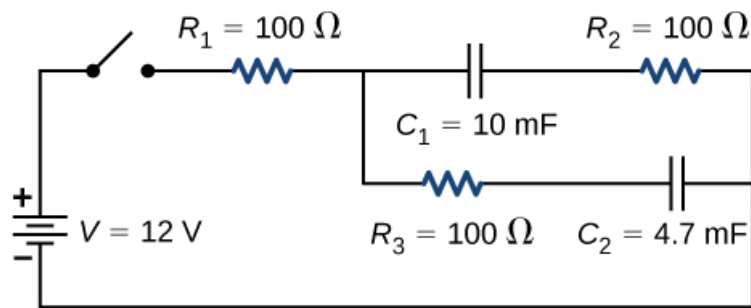 R₁ = 100 Ω
R₂ = 100 Ω
C₁ = 10 mF
+
V = 12 V
−
R₃ = 100 Ω
C₂ = 4.7 mF